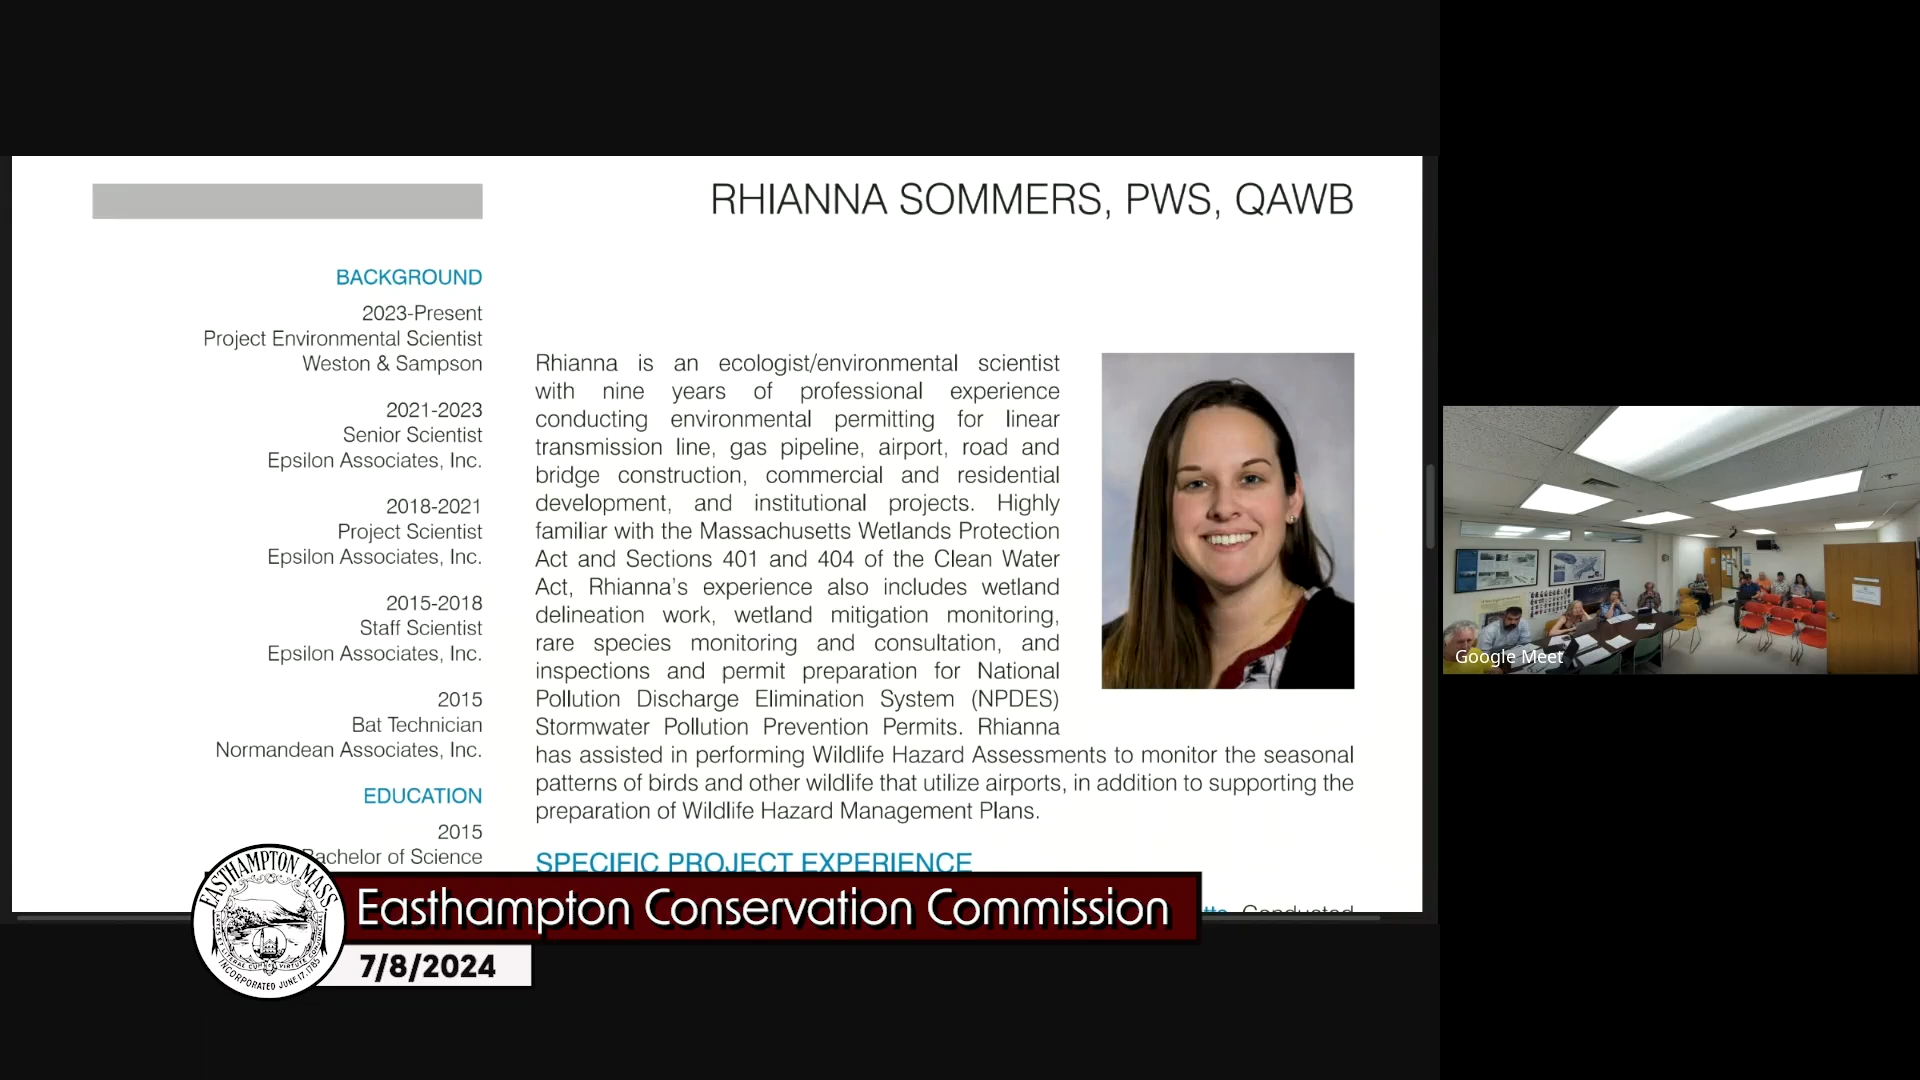 RHIANNA SOMMERS, PWS, QAWB
BACKGROUND
2023-Present
Project Environmental Scientist
Weston & Sampson
2021-2023
Senior Scientist
Epsilon Associates, Inc.
2018-2021
Project Scientist
Epsilon Associates, Inc.
2015-2018
Staff Scientist
Epsilon Associates, Inc.
2015
Bat Technician
Normandean Associates, Inc.
EDUCATION
2015
Bachelor of Science
Rhianna is an ecologist/environmental scientist
with nine years of professional experience
conducting environmental permitting for linear
transmission line, gas pipeline, airport, road and
bridge construction, commercial and residential
development, and institutional projects. Highly
familiar with the Massachusetts Wetlands Protection
Act and Sections 401 and 404 of the Clean Water
Act, Rhianna's experience also includes wetland
delineation work, wetland mitigation monitoring,
rare species monitoring and consultation, and
inspections and permit preparation for National
Pollution Discharge Elimination System (NPDES)
Stormwater Pollution Prevention Permits. Rhianna
has assisted in performing Wildlife Hazard Assessments to monitor the seasonal
patterns of birds and other wildlife that utilize airports, in addition to supporting the
preparation of Wildlife Hazard Management Plans.
SPECIFIC PROJECT EXPERIENCE
Conducted
Google Meet
EASTHAMPTON, MASS
INCORPORATED JUNE 17, 1785
Easthampton Conservation Commission
7/8/2024